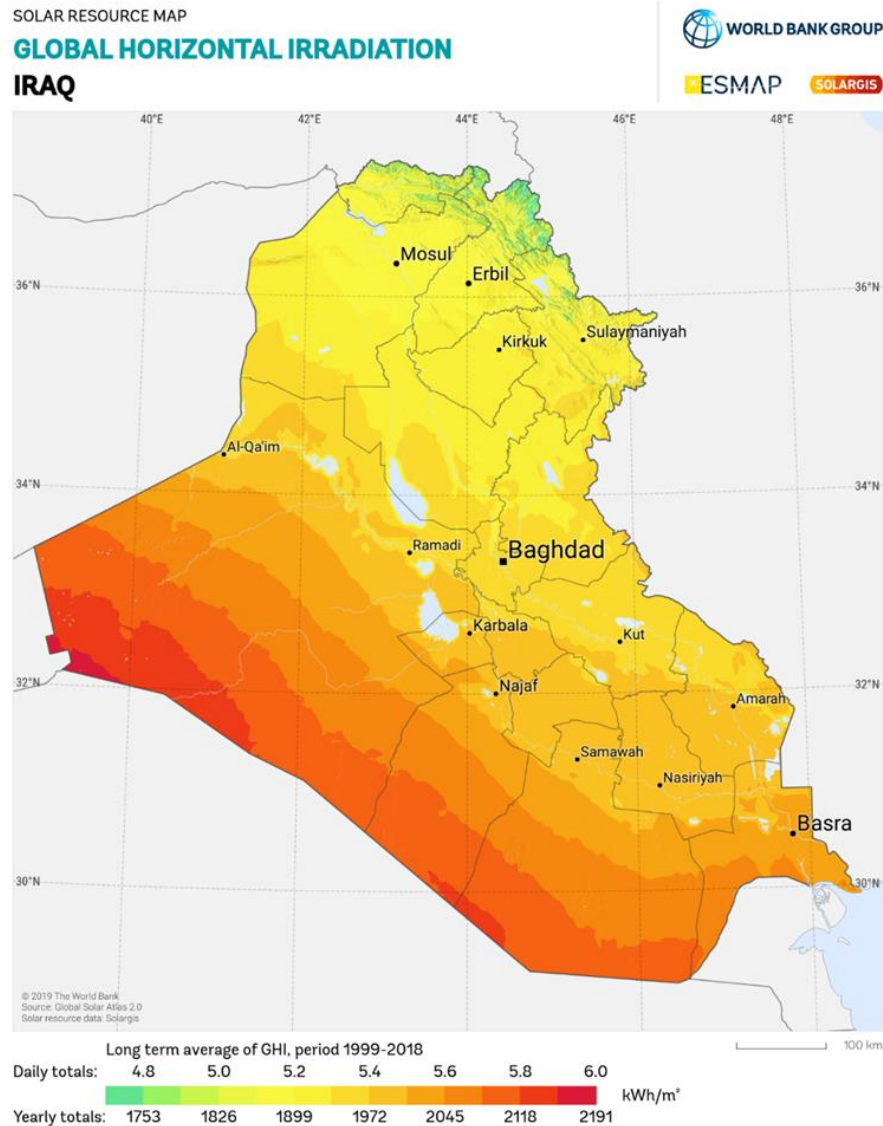 SOLAR RESOURCE MAP
GLOBAL HORIZONTAL IRRADIATION
IRAQ
WORLD BANK GROUP
ESMAP
SOLARGIS
40°E 42°E 44°E 46°E 48°E
Mosul
Erbil
36°N 36°N
Kirkuk
Sulaymaniyah
Al-Qa'im
34°N 34°N
Ramadi
Baghdad
Karbala
Kut
32°N 32°N
Najaf
Amarah
Samawah
Nasiriyah
Basra
30°N 30°N
© 2019 The World Bank
Source: Global Solar Atlas 2.0
Solar resource data: Solargis
100 km
Long term average of GHI, period 1999-2018
Daily totals: 4.8 5.0 5.2 5.4 5.6 5.8 6.0
kWh/m²
Yearly totals: 1753 1826 1899 1972 2045 2118 2191